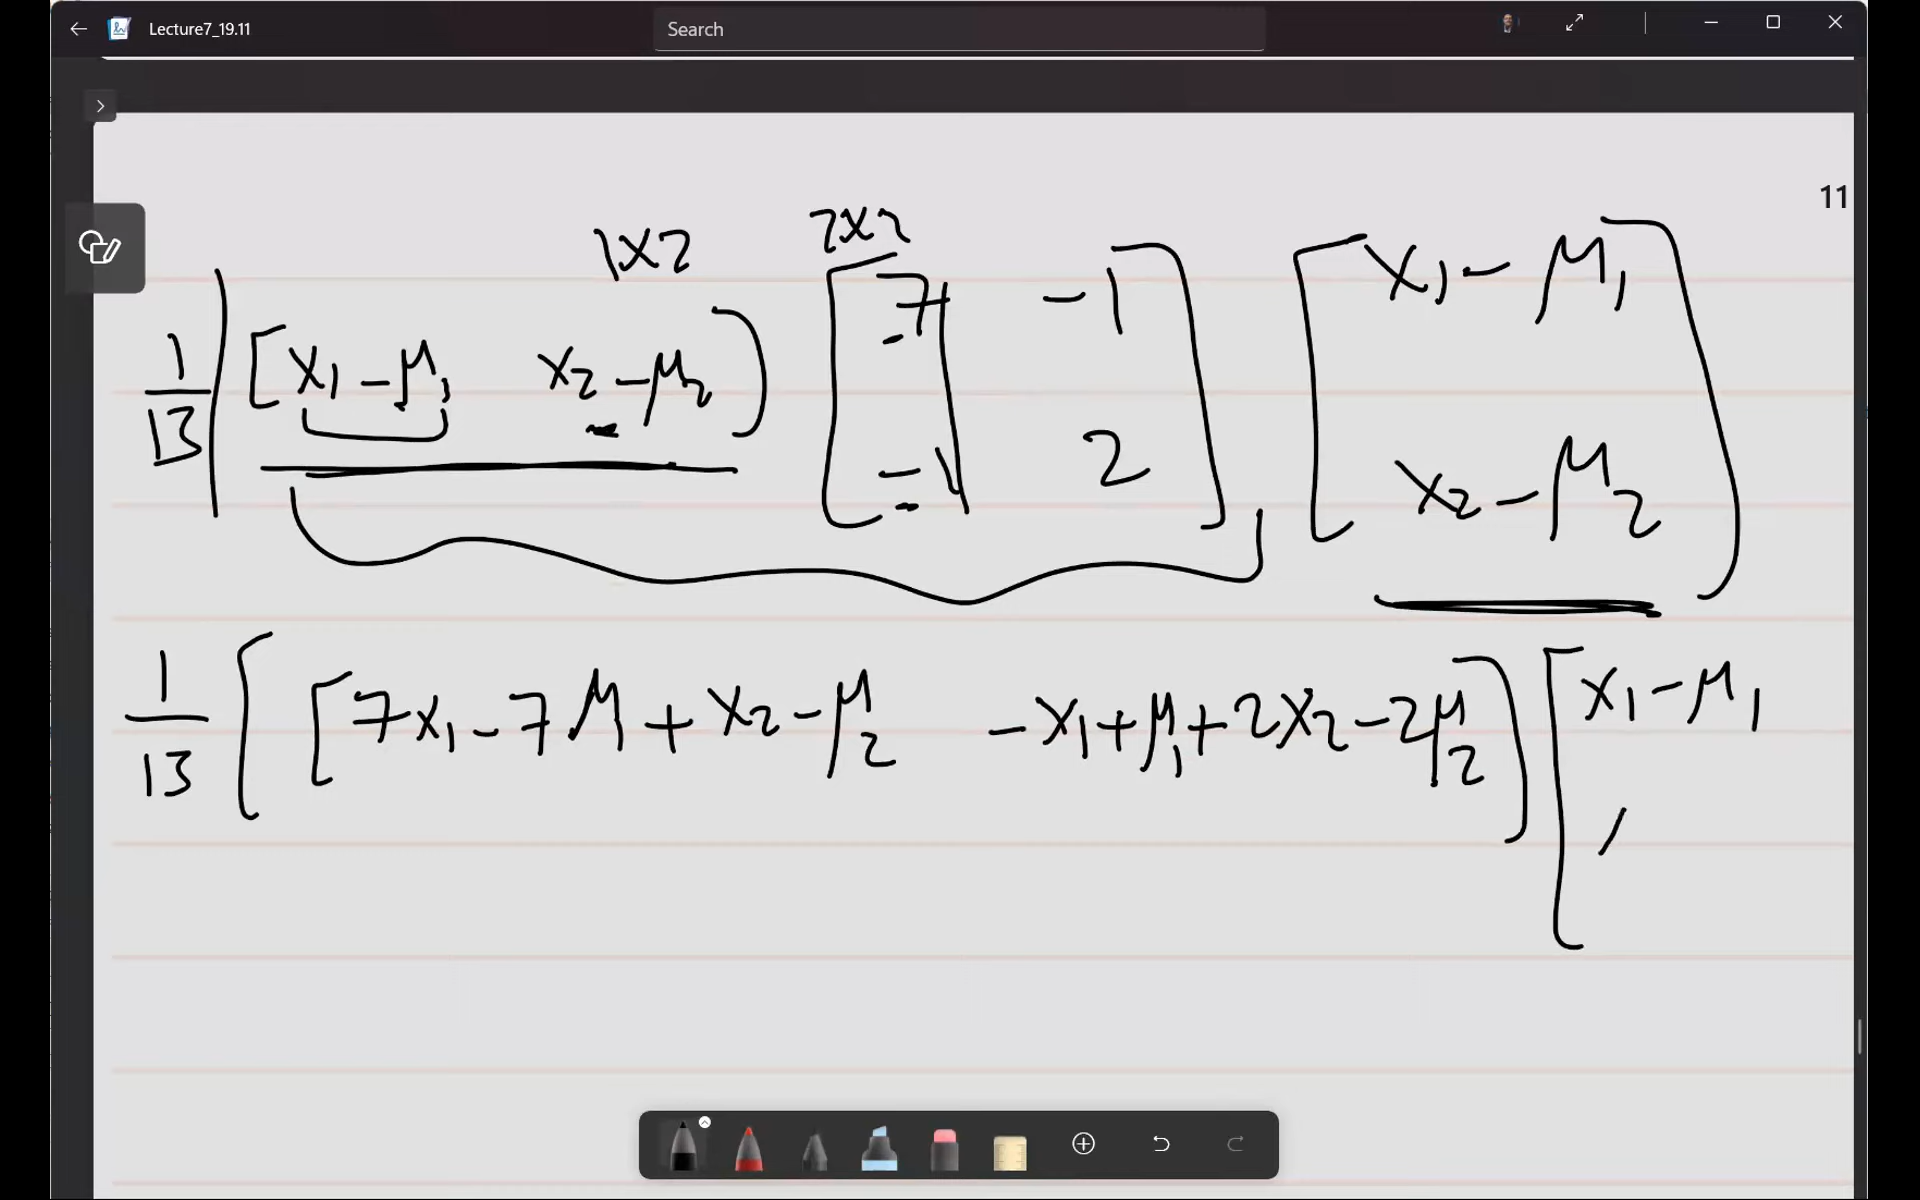 Lecture7_19.11
Search
11
1x2 2x2
1/13 [x₁ - μ₁ x₂ - μ₂] [7 -1 [x₁ - μ₁
-1 2] x₂ - μ₂]
1/13 [[7x₁ - 7μ + x₂ - μ₂ -x₁ + μ₁ + 2x₂ - 2μ₂] [x₁ - μ₁